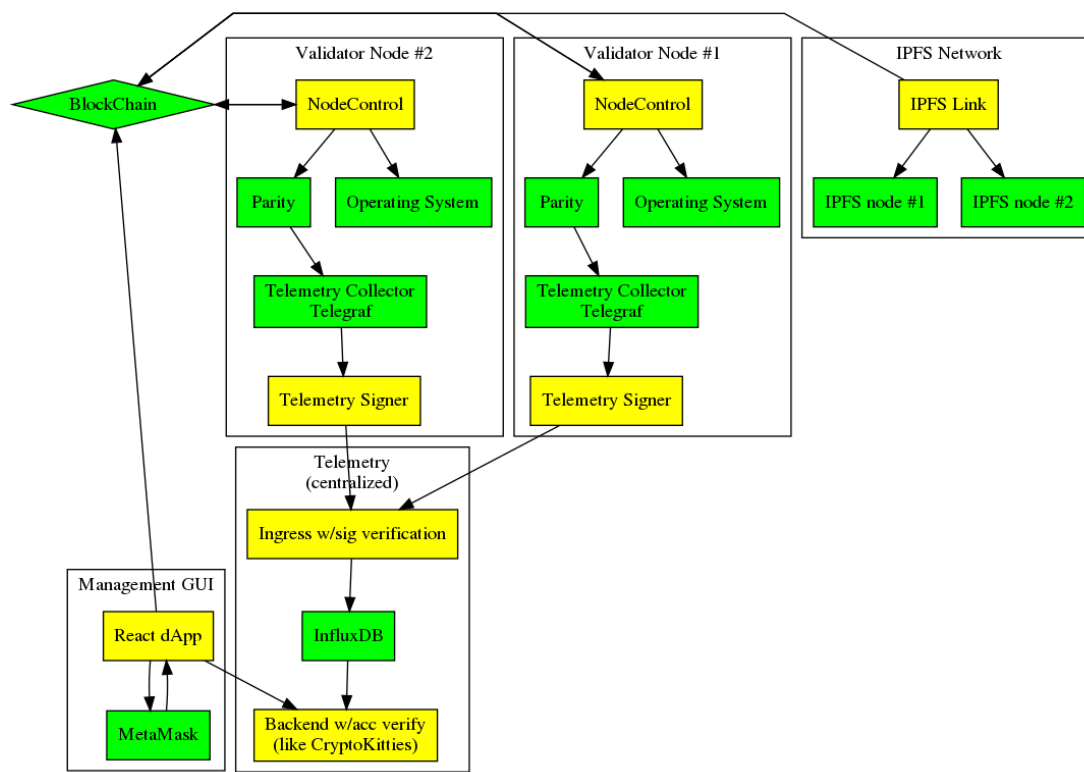 Validator Node #2
Validator Node #1
IPFS Network
BlockChain
NodeControl
NodeControl
IPFS Link
Parity
Operating System
Parity
Operating System
IPFS node #1
IPFS node #2
Telemetry Collector
Telegraf
Telemetry Collector
Telegraf
Telemetry Signer
Telemetry Signer
Telemetry
(centralized)
Ingress w/sig verification
Management GUI
React dApp
InfluxDB
MetaMask
Backend w/acc verify
(like CryptoKitties)